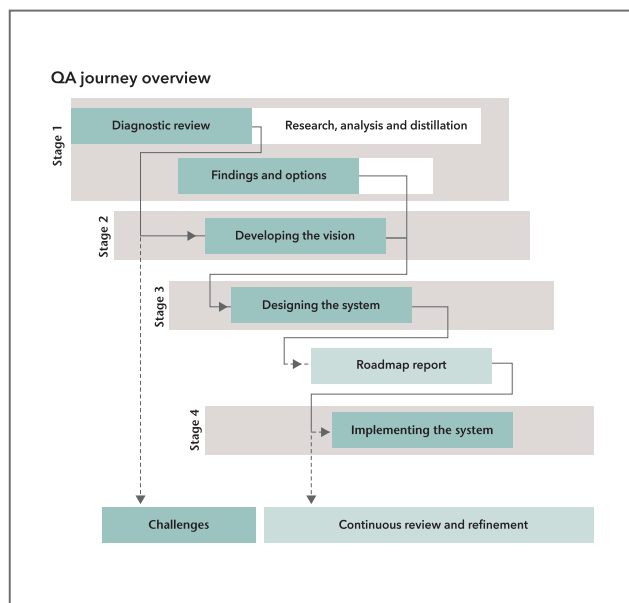 QA journey overview
Stage 1
Diagnostic review
Research, analysis and distillation
Findings and options
Stage 2
Developing the vision
Stage 3
Designing the system
Roadmap report
Stage 4
Implementing the system
Challenges
Continuous review and refinement